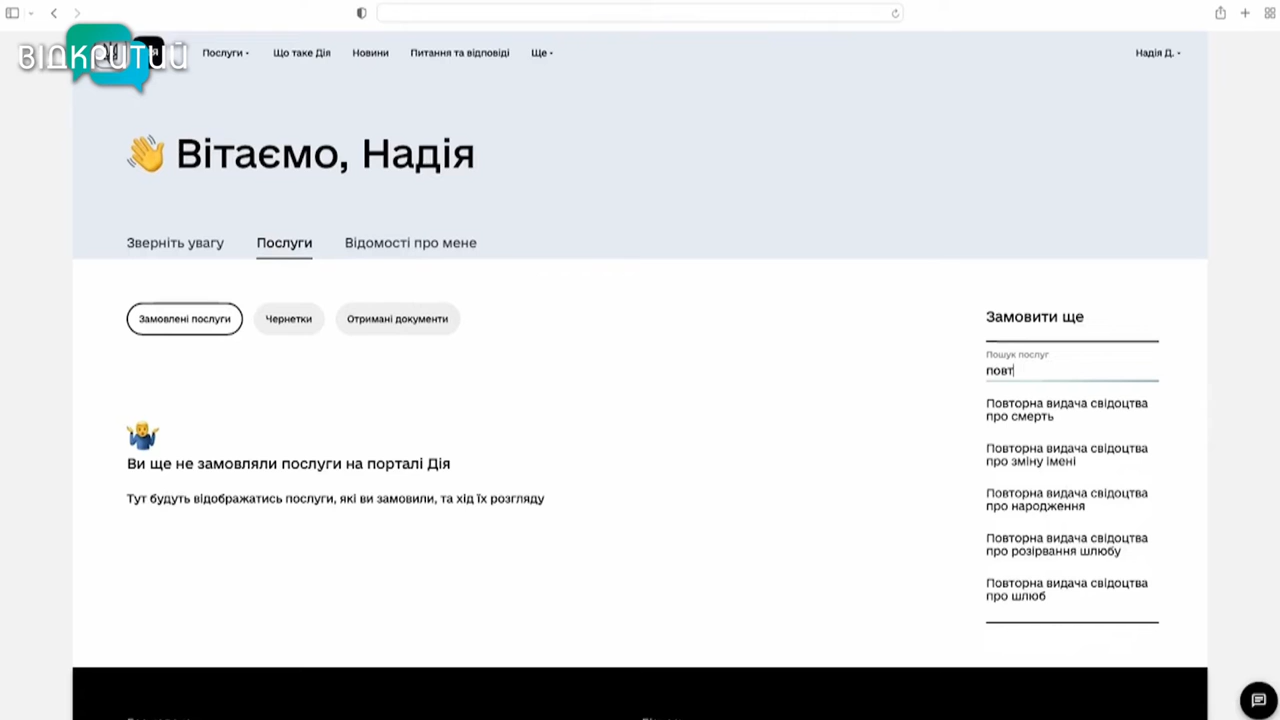 ВІДКРИТИЙ
Послуги
Що таке Дія
Новини
Питання та відповіді
Ще
Надія Д.
👋 Вітаємо, Надія
Зверніть увагу
Послуги
Відомості про мене
Замовлені послуги
Чернетки
Отримані документи
Ви ще не замовляли послуги на порталі Дія
Тут будуть відображатись послуги, які ви замовили, та хід їх розгляду
Замовити ще
Пошук послуг
повт
Повторна видача свідоцтва
про смерть
Повторна видача свідоцтва
про зміну імені
Повторна видача свідоцтва
про народження
Повторна видача свідоцтва
про розірвання шлюбу
Повторна видача свідоцтва
про шлюб